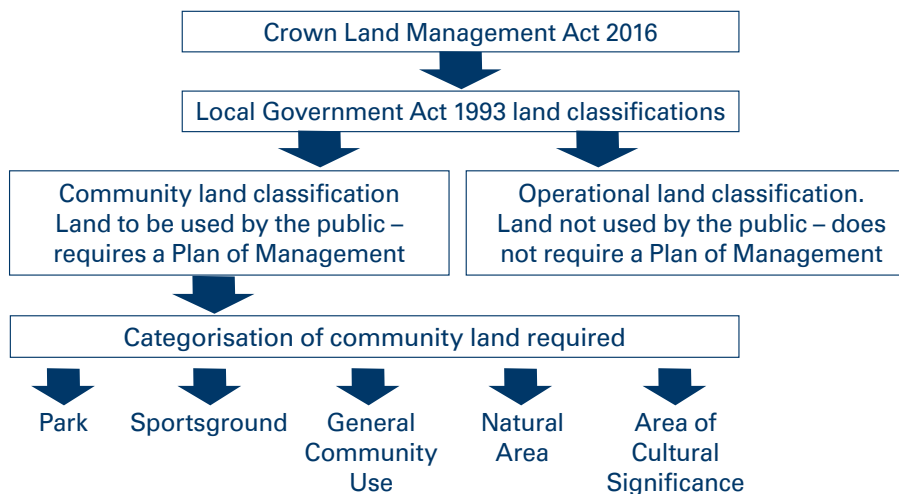 Crown Land Management Act 2016
Local Government Act 1993 land classifications
Community land classification
Land to be used by the public –
requires a Plan of Management
Operational land classification.
Land not used by the public – does
not require a Plan of Management
Categorisation of community land required
Park
Sportsground
General
Community
Use
Natural
Area
Area of
Cultural
Significance